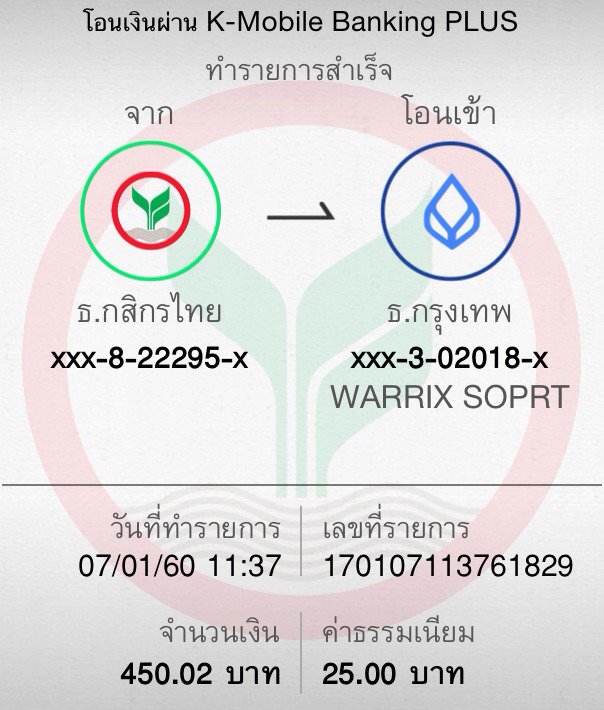 โอนเงินผ่าน K-Mobile Banking PLUS
ทำรายการสำเร็จ
จาก
โอนเข้า
ธ.กสิกรไทย
ธ.กรุงเทพ
xxx-8-22295-x
xxx-3-02018-x
WARRIX SOPRT
วันที่ทำรายการ
เลขที่รายการ
07/01/60 11:37
170107113761829
จำนวนเงิน
ค่าธรรมเนียม
450.02 บาท
25.00 บาท